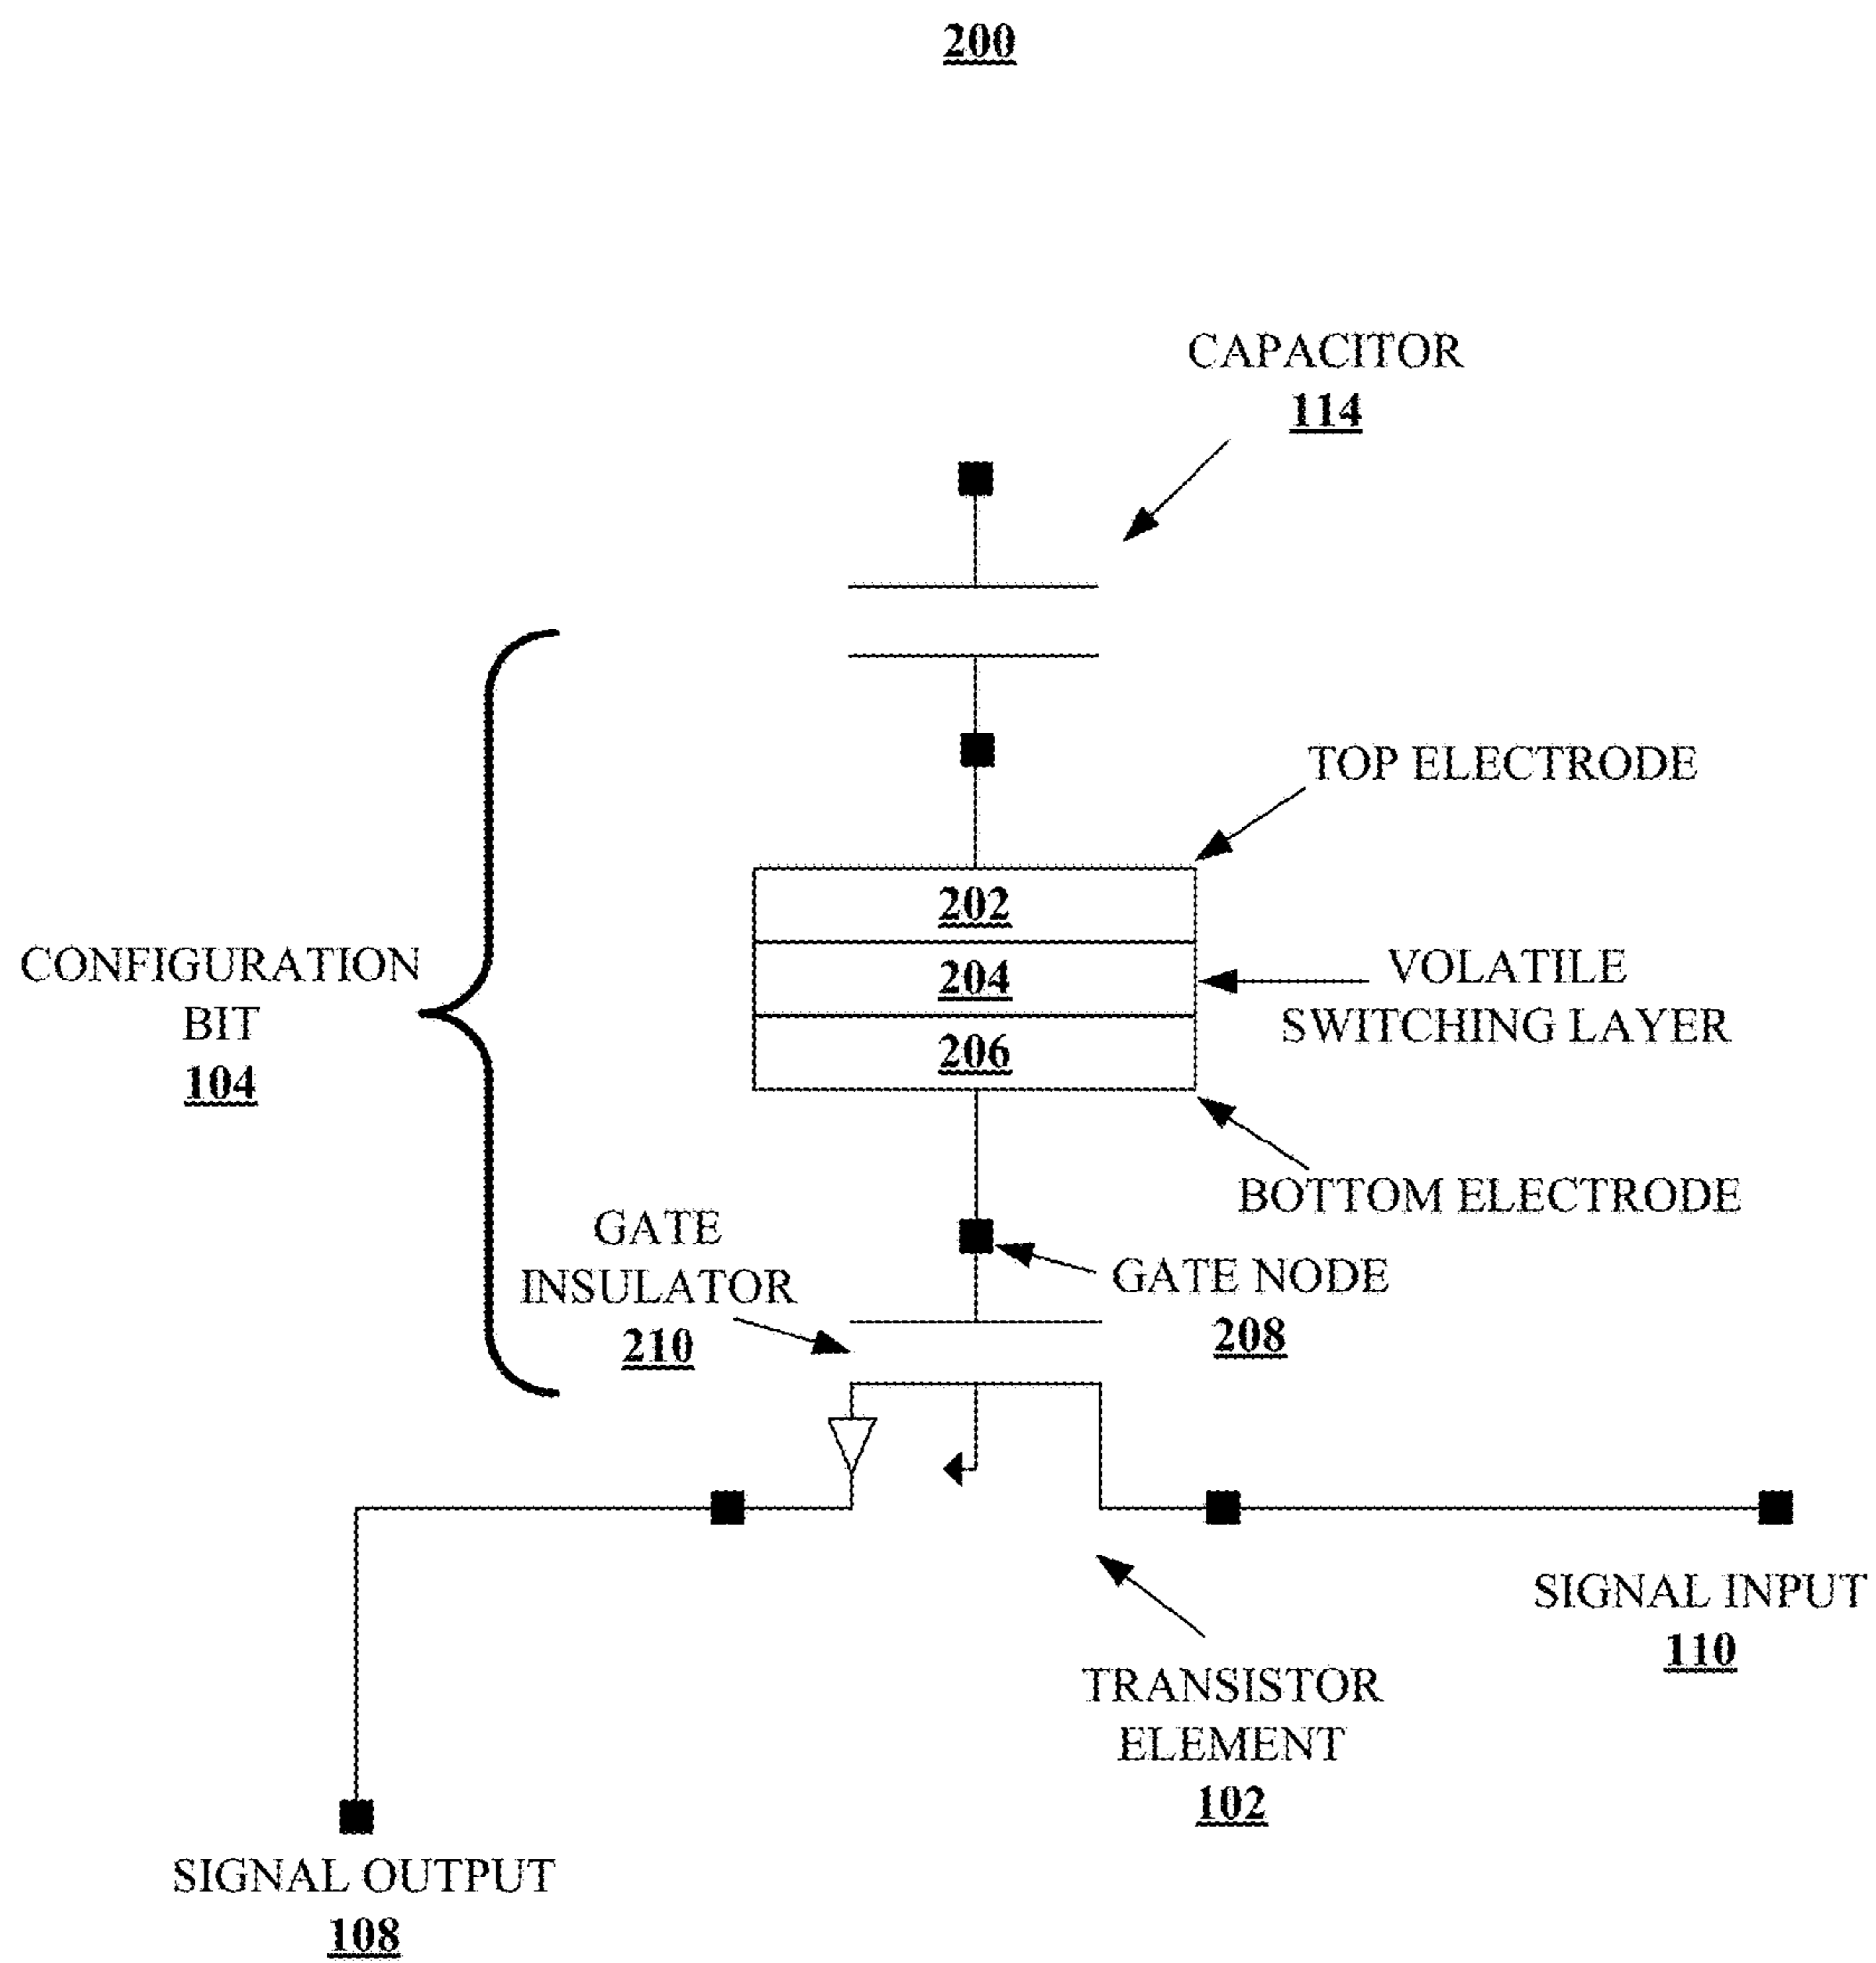 200
CAPACITOR
114
TOP ELECTRODE
202
204
206
VOLATILE
SWITCHING LAYER
CONFIGURATION
BIT
104
BOTTOM ELECTRODE
GATE
INSULATOR
210
GATE NODE
208
SIGNAL INPUT
110
TRANSISTOR
ELEMENT
102
SIGNAL OUTPUT
108